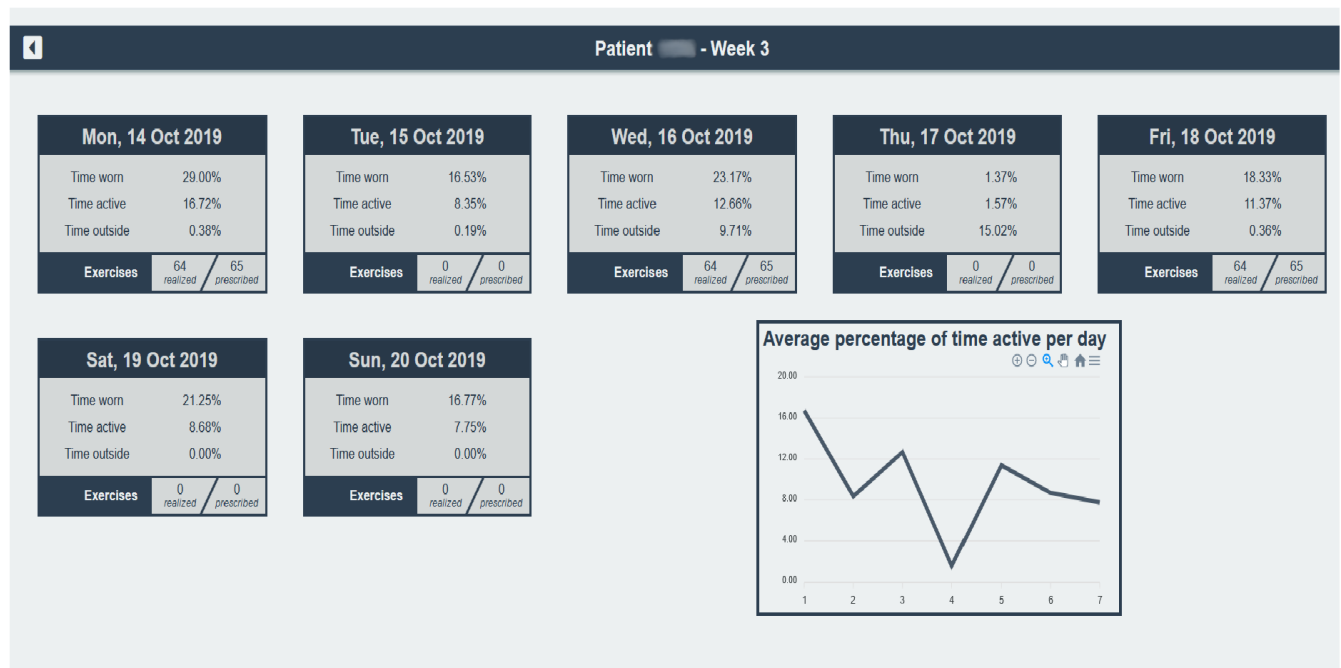 Patient - Week 3
Mon, 14 Oct 2019
Time worn 29.00%
Time active 16.72%
Time outside 0.38%
Exercises 64 realized / 65 prescribed
Tue, 15 Oct 2019
Time worn 16.53%
Time active 8.35%
Time outside 0.19%
Exercises 0 realized / 0 prescribed
Wed, 16 Oct 2019
Time worn 23.17%
Time active 12.66%
Time outside 9.71%
Exercises 64 realized / 65 prescribed
Thu, 17 Oct 2019
Time worn 1.37%
Time active 1.57%
Time outside 15.02%
Exercises 0 realized / 0 prescribed
Fri, 18 Oct 2019
Time worn 18.33%
Time active 11.37%
Time outside 0.36%
Exercises 64 realized / 65 prescribed
Sat, 19 Oct 2019
Time worn 21.25%
Time active 8.68%
Time outside 0.00%
Exercises 0 realized / 0 prescribed
Sun, 20 Oct 2019
Time worn 16.77%
Time active 7.75%
Time outside 0.00%
Exercises 0 realized / 0 prescribed
Average percentage of time active per day
20.00
16.00
12.00
8.00
4.00
0.00
1 2 3 4 5 6 7